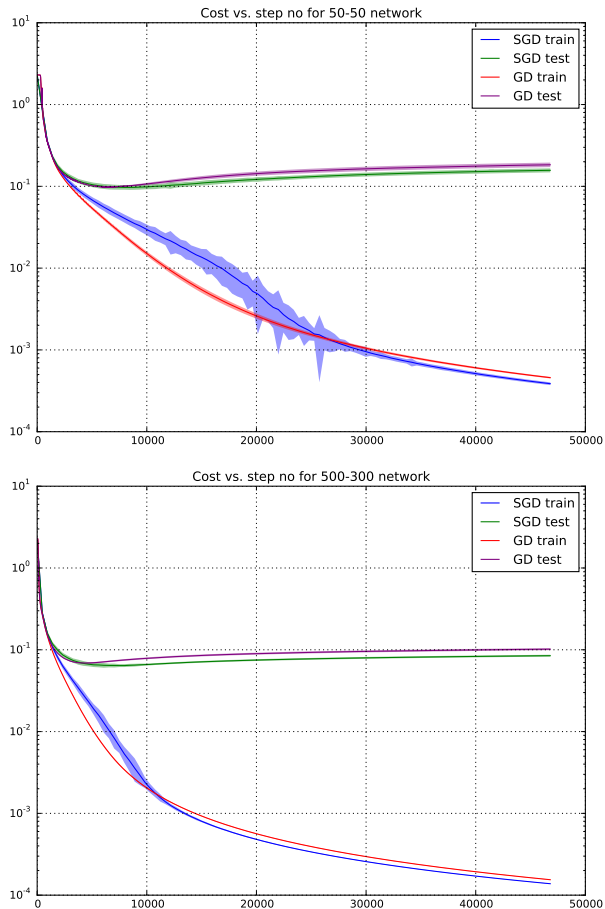 Cost vs. step no for 50-50 network
10^1
10^0
10^-1
10^-2
10^-3
10^-4
0 10000 20000 30000 40000 50000
SGD train
SGD test
GD train
GD test
Cost vs. step no for 500-300 network
10^1
10^0
10^-1
10^-2
10^-3
10^-4
0 10000 20000 30000 40000 50000
SGD train
SGD test
GD train
GD test